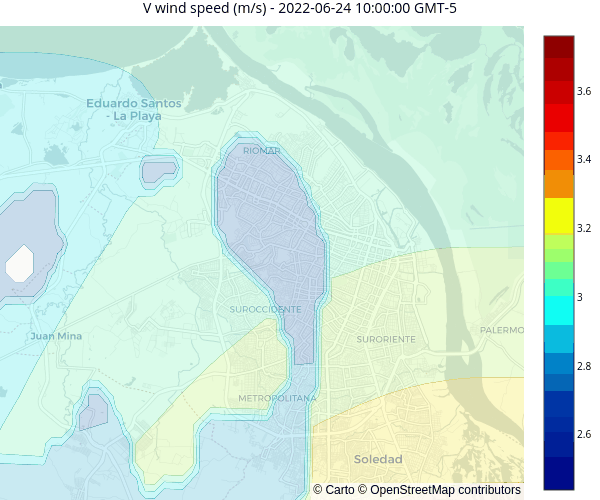 V wind speed (m/s) - 2022-06-24 10:00:00 GMT-5
Eduardo Santos
- La Playa
RIOMAR
SUROCCIDENTE
Juan Mina
SURORIENTE
PALERMO
METROPOLITANA
Soledad
3.6
3.4
3.2
3
2.8
2.6
© Carto © OpenStreetMap contributors